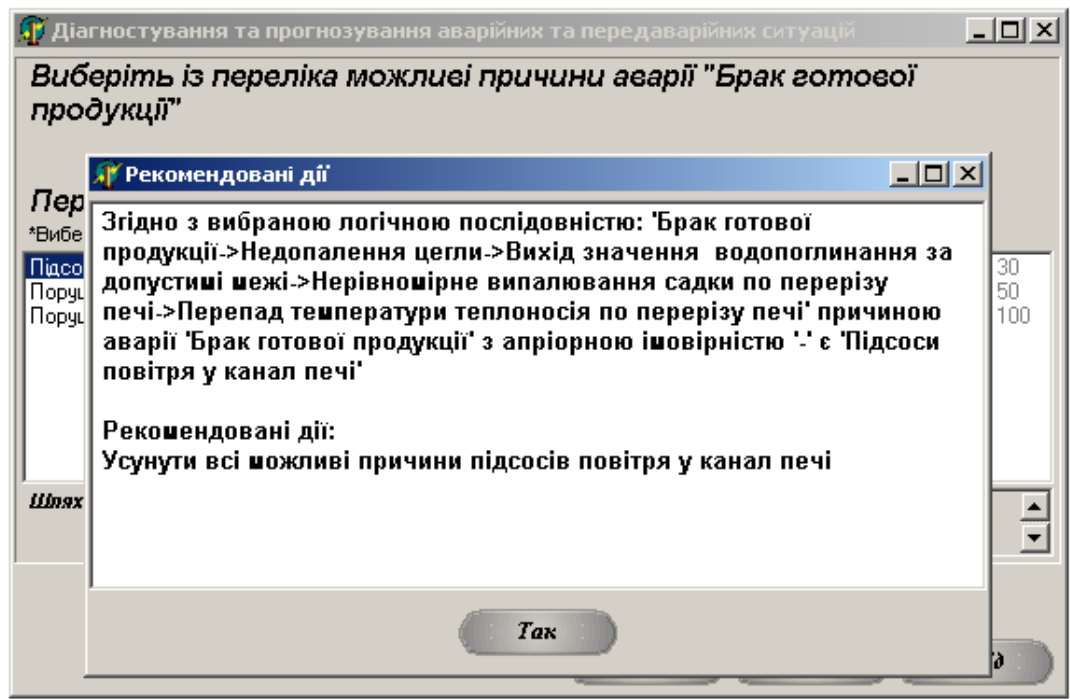 Діагностування та прогнозування аварійних та передаварійних ситуацій
Виберіть із переліка можливі причини аварії "Брак готової
продукції"
Рекомендовані дії
Згідно з вибраною логічною послідовністю: 'Брак готової
продукції->Недопалення цегли->Вихід значення водопоглинання за
допустимі межі->Нерівномірне випалювання садки по перерізу
печі->Перепад температури теплоносія по перерізу печі' причиною
аварії 'Брак готової продукції' з апріорною імовірністю '-' є 'Підсоси
повітря у канал печі'
Рекомендовані дії:
Усунути всі можливі причини підсосів повітря у канал печі
Пер
*Вибе
Підсо 30
Поруш 50
Поруш 100
Шлях
Так